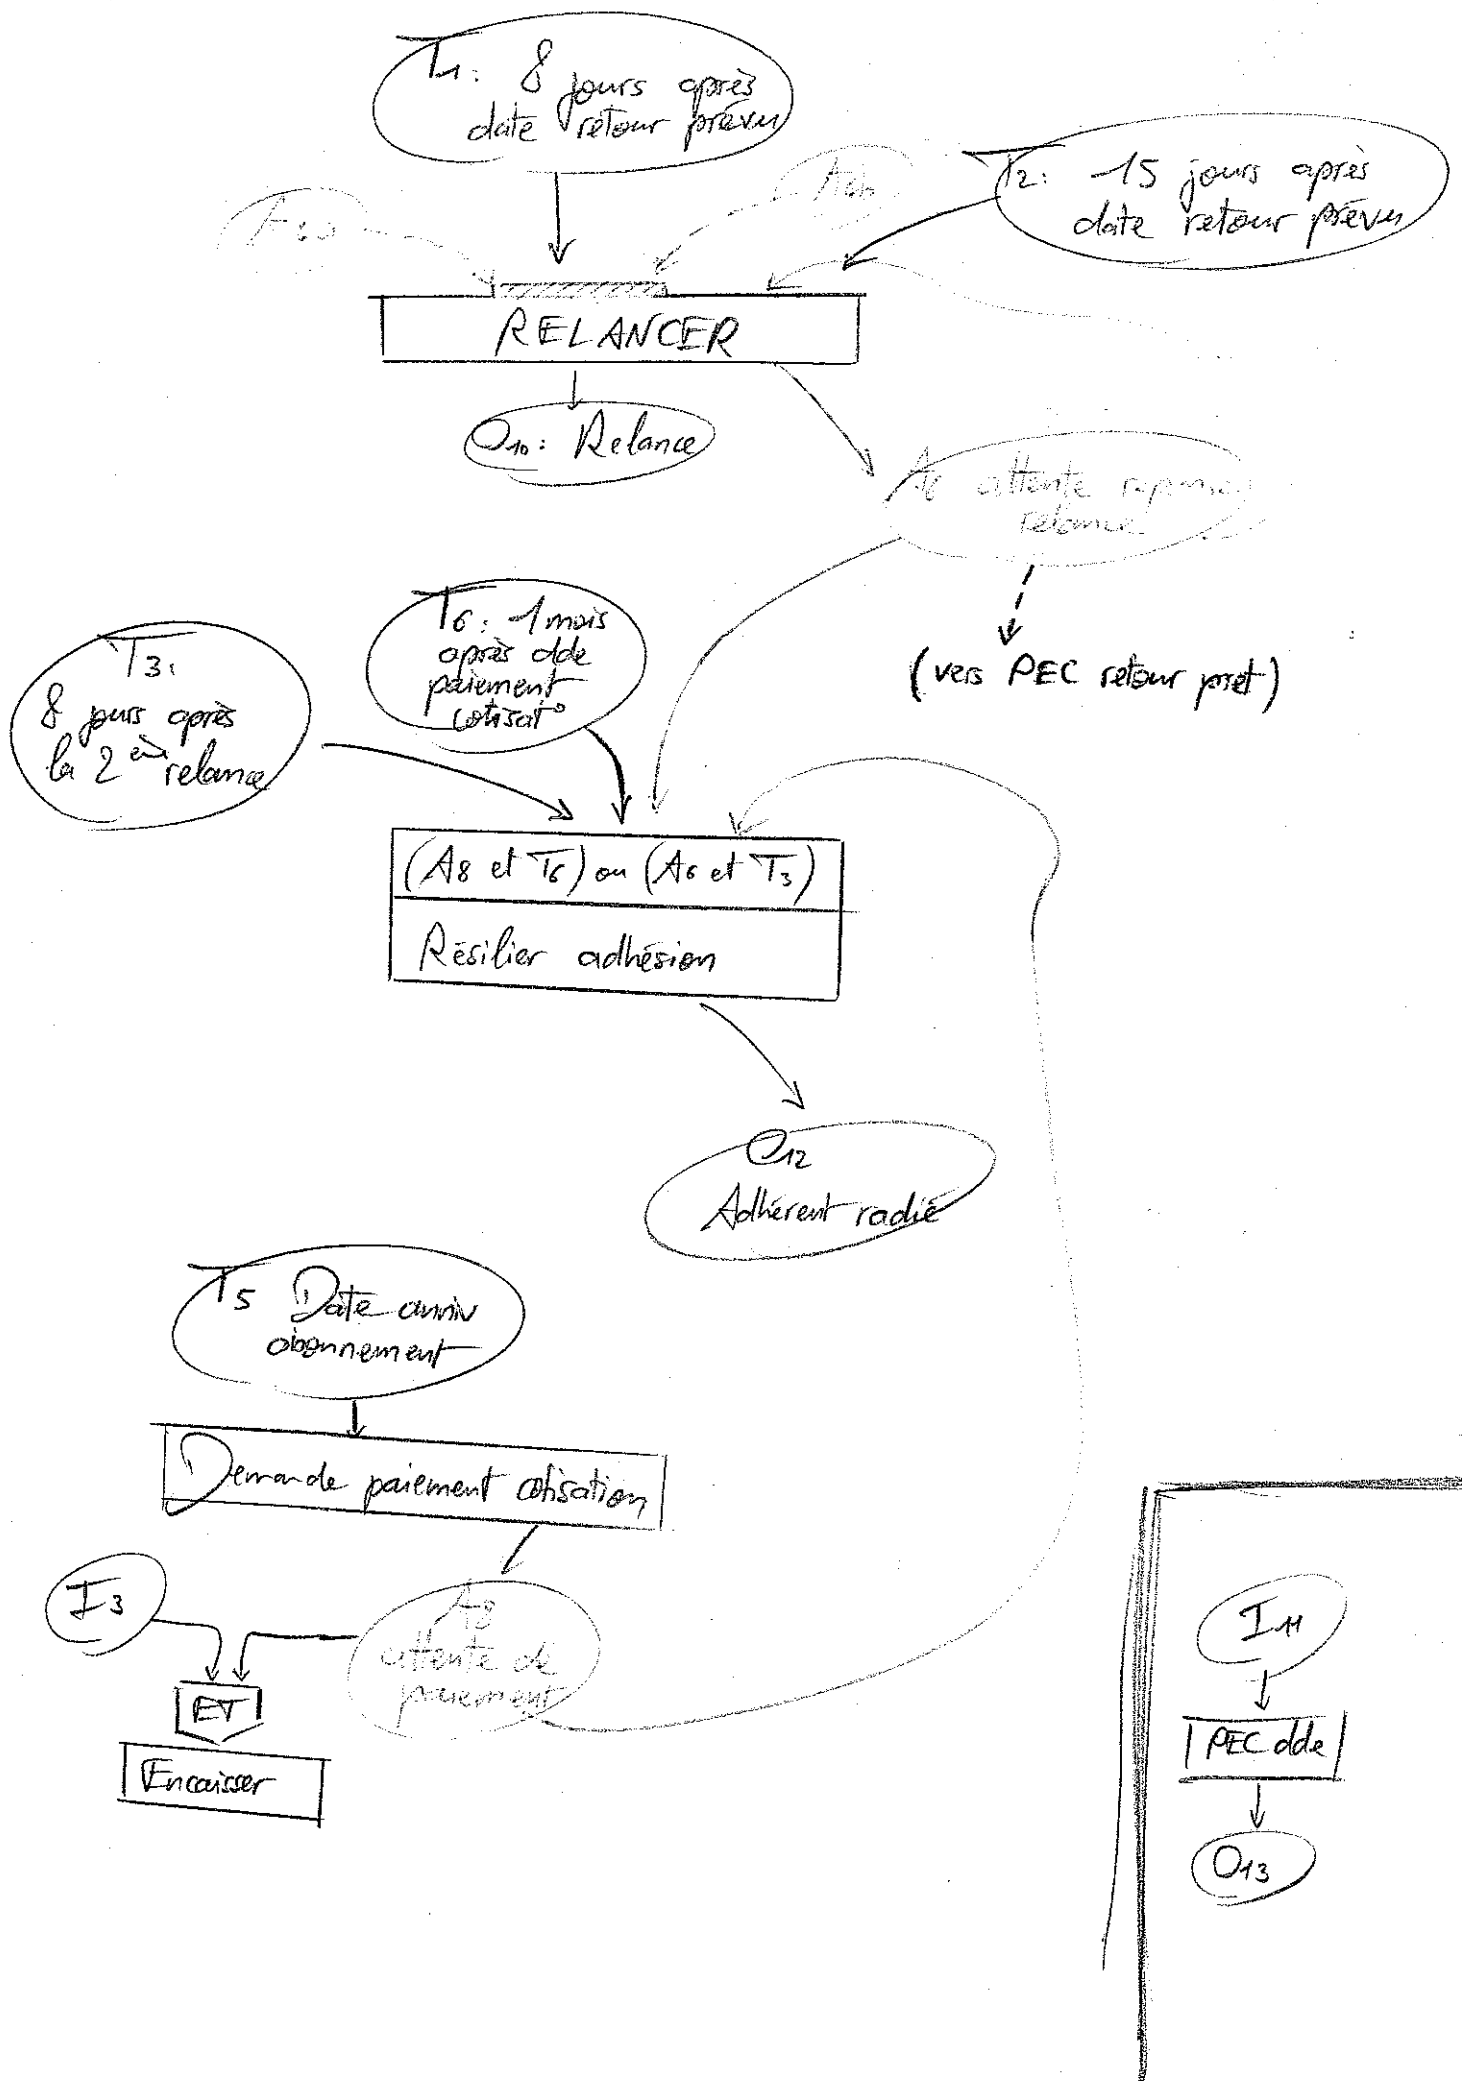 T1: 8 jours après
date retour prévu
T2: 15 jours après
date retour prévu
RELANCER
O10: Relance
A6 attente
relance
(vers PEC retour pret)
T6: 1 mois
après dde
paiement
cotisat°
T3:
8 jours après
la 2ème relance
(A8 et T6) ou (A6 et T3)
Résilier adhésion
O12
Adhérent radié
T5 Date anniv
abonnement
Demande paiement cotisation
I3
A8
attente de
paiement
ET
Encaisser
I11
PEC dde
O13